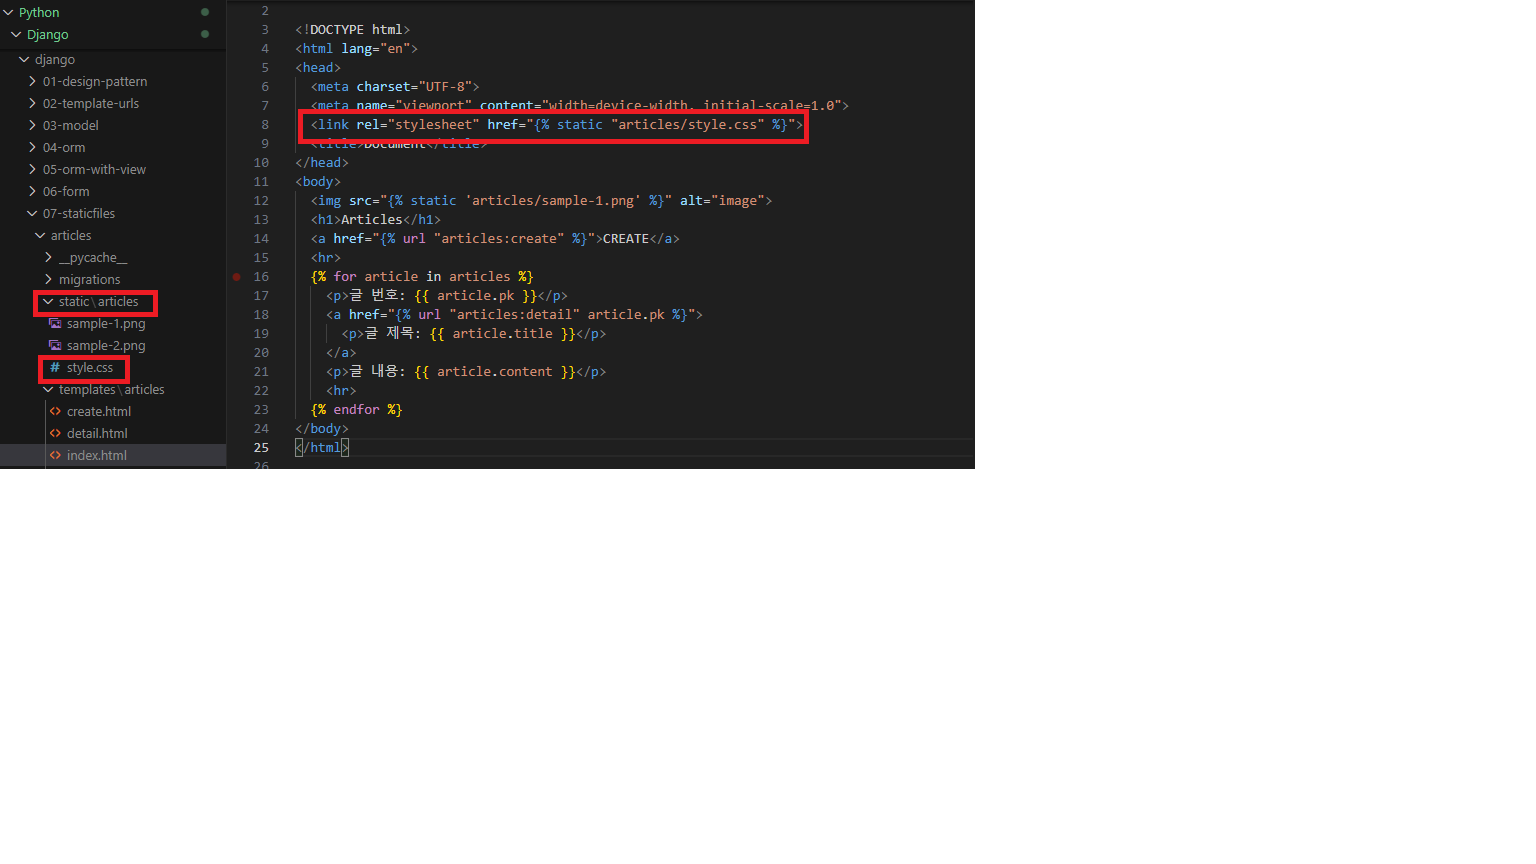 Python
Django
django
01-design-pattern
02-template-urls
03-model
04-orm
05-orm-with-view
06-form
07-staticfiles
articles
__pycache__
migrations
static\articles
sample-1.png
sample-2.png
# style.css
templates\articles
<> create.html
<> detail.html
<> index.html
2
3 <!DOCTYPE html>
4 <html lang="en">
5 <head>
6 <meta charset="UTF-8">
7 <meta name="viewport" content="width=device-width, initial-scale=1.0">
8 <link rel="stylesheet" href="{% static "articles/style.css" %}">
9 <title>Document</title>
10 </head>
11 <body>
12 <img src="{% static 'articles/sample-1.png' %}" alt="image">
13 <h1>Articles</h1>
14 <a href="{% url "articles:create" %}">CREATE</a>
15 <hr>
16 {% for article in articles %}
17 <p>글 번호: {{ article.pk }}</p>
18 <a href="{% url "articles:detail" article.pk %}">
19 <p>글 제목: {{ article.title }}</p>
20 </a>
21 <p>글 내용: {{ article.content }}</p>
22 <hr>
23 {% endfor %}
24 </body>
25 </html>
26